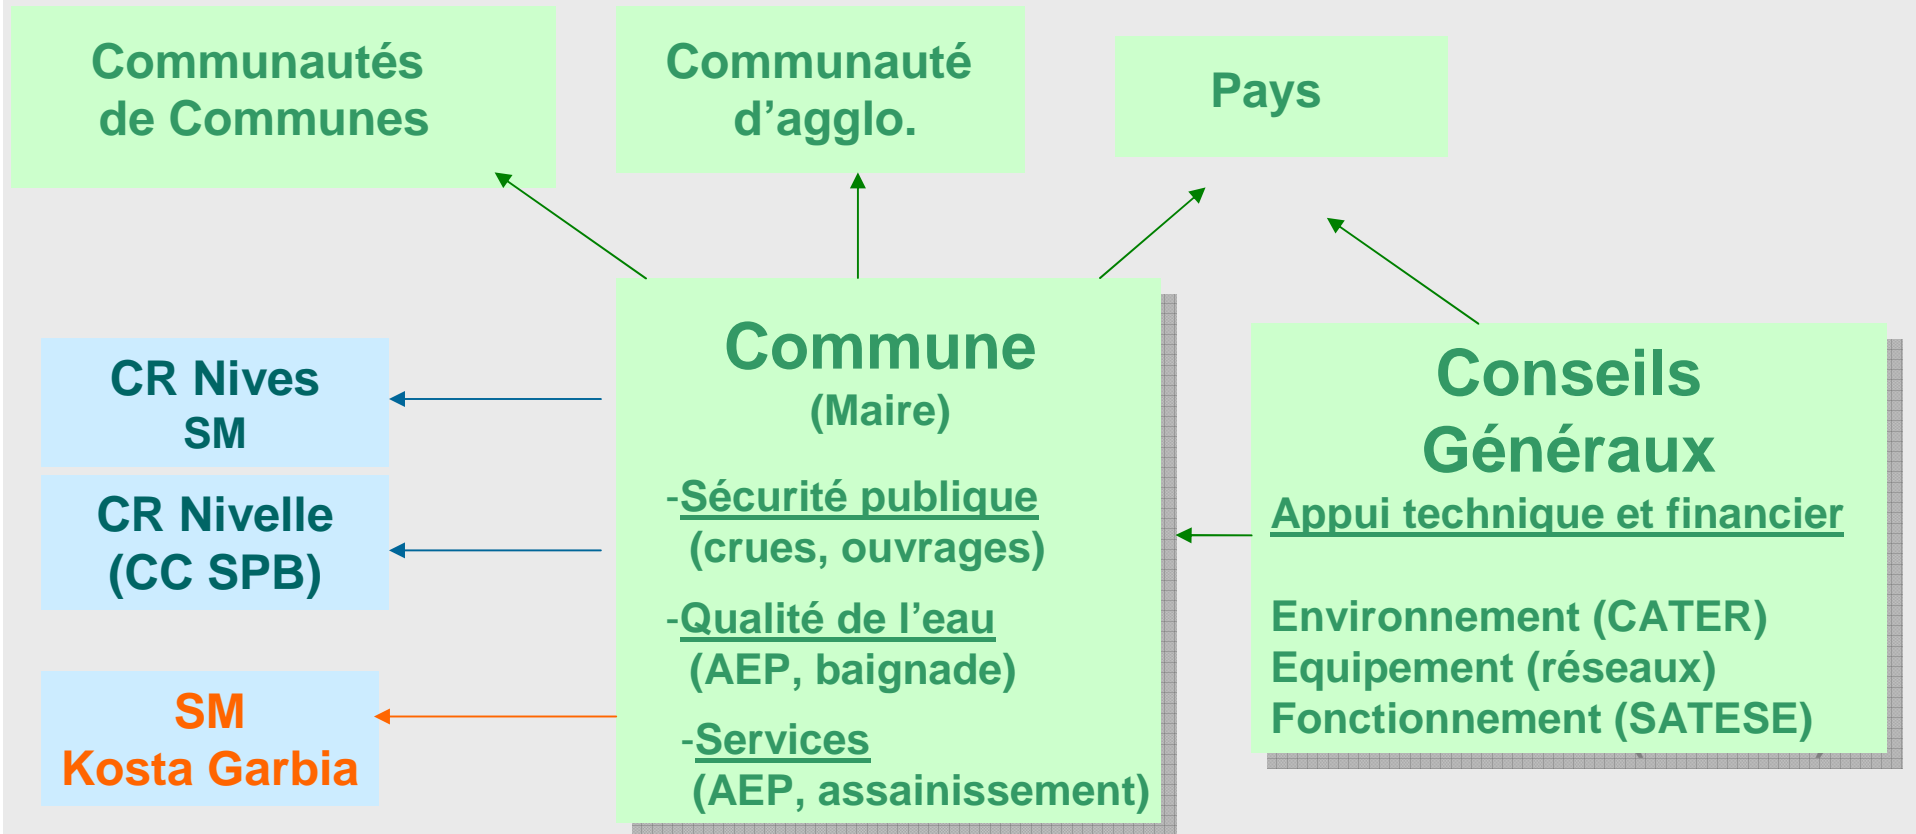 Communautés
de Communes
Communauté
d’agglo.
Pays
CR Nives
SM
CR Nivelle
(CC SPB)
SM
Kosta Garbia
Commune
(Maire)
-Sécurité publique
(crues, ouvrages)
-Qualité de l’eau
(AEP, baignade)
-Services
(AEP, assainissement)
Conseils
Généraux
Appui technique et financier
Environnement (CATER)
Equipement (réseaux)
Fonctionnement (SATESE)